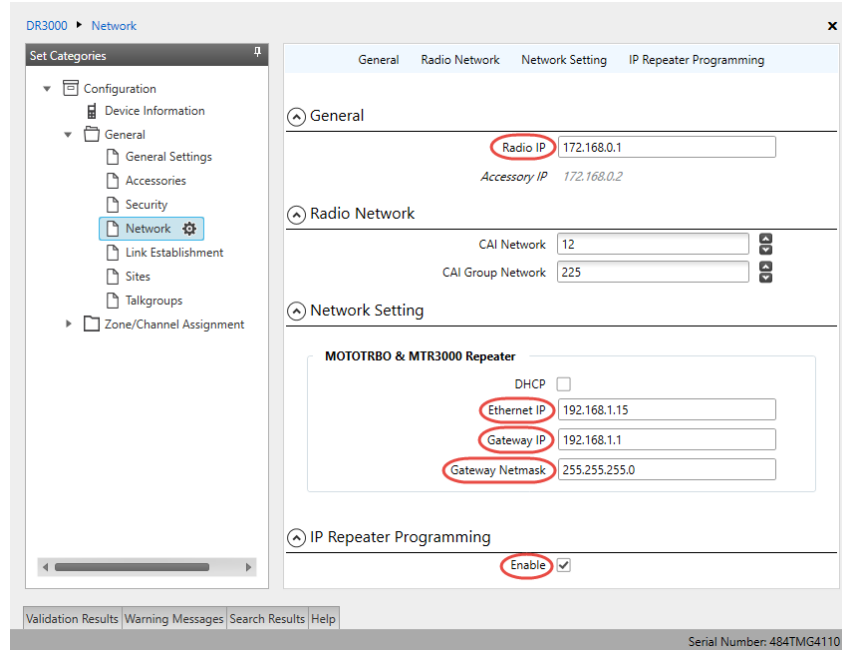 DR3000 Network
Set Categories
Configuration
Device Information
General
General Settings
Accessories
Security
Network
Link Establishment
Sites
Talkgroups
Zone/Channel Assignment
General Radio Network Network Setting IP Repeater Programming
General
Radio IP 172.168.0.1
Accessory IP 172.168.0.2
Radio Network
CAI Network 12
CAI Group Network 225
Network Setting
MOTOTRBO & MTR3000 Repeater
DHCP
Ethernet IP 192.168.1.15
Gateway IP 192.168.1.1
Gateway Netmask 255.255.255.0
IP Repeater Programming
Enable
Validation Results Warning Messages Search Results Help
Serial Number: 484TMG4110